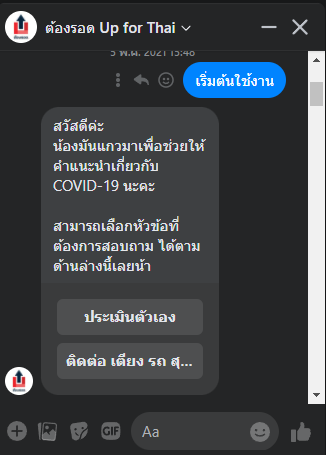 ต้องรอด Up for Thai
5 พ.ค. 2021 15:48
เริ่มต้นใช้งาน
สวัสดีค่ะ
น้องมันแกวมาเพื่อช่วยให้
คำแนะนำเกี่ยวกับ
COVID-19 นะคะ
สามารถเลือกหัวข้อที่
ต้องการสอบถาม ได้ตาม
ด้านล่างนี้เลยน้า
ประเมินตัวเอง
ติดต่อ เตียง รถ สุ...
GIF
Aa